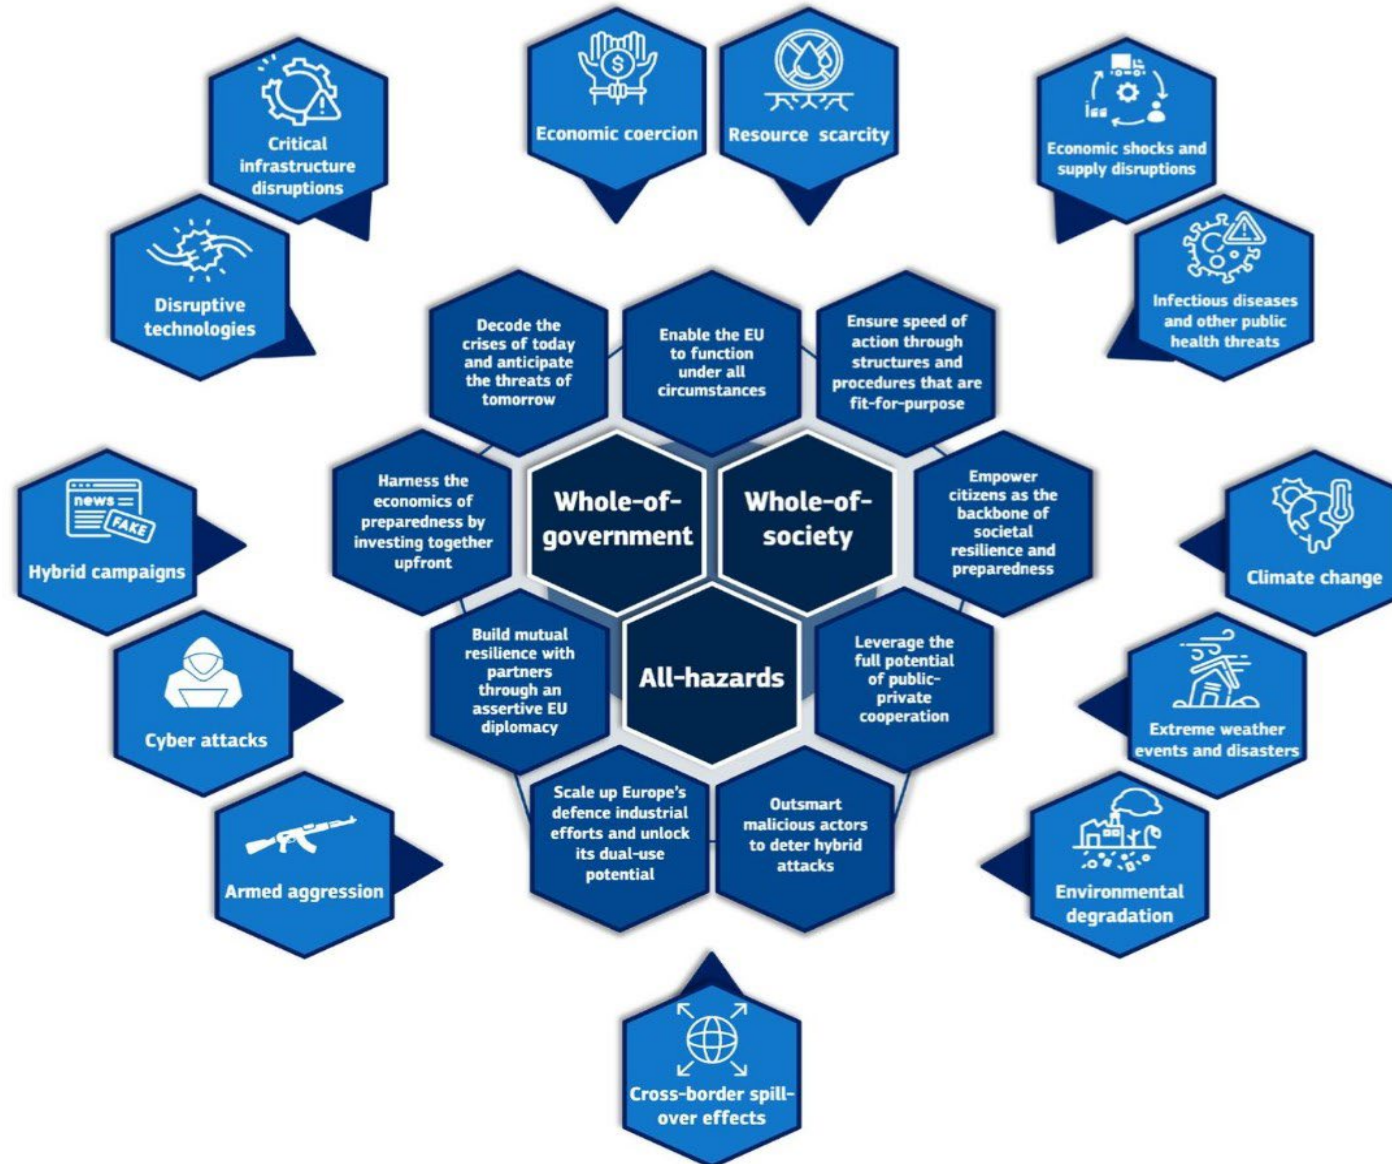 Critical
infrastructure
disruptions
Economic coercion
Resource scarcity
Economic shocks and
supply disruptions
Disruptive
technologies
Infectious diseases
and other public
health threats
Decode the
crises of today
and anticipate
the threats of
tomorrow
Enable the EU
to function
under all
circumstances
Ensure speed of
action through
structures and
procedures that are
fit-for-purpose
news
FAKE
Hybrid campaigns
Harness the
economics of
preparedness by
investing together
upfront
Whole-of-
government
Whole-of-
society
Empower
citizens as the
backbone of
societal
resilience and
preparedness
Climate change
Cyber attacks
Build mutual
resilience with
partners
through an
assertive EU
diplomacy
All-hazards
Leverage the
full potential
of public-
private
cooperation
Extreme weather
events and disasters
Armed aggression
Scale up Europe's
defence industrial
efforts and unlock
its dual-use
potential
Outsmart
malicious actors
to deter hybrid
attacks
Environmental
degradation
Cross-border spill-
over effects